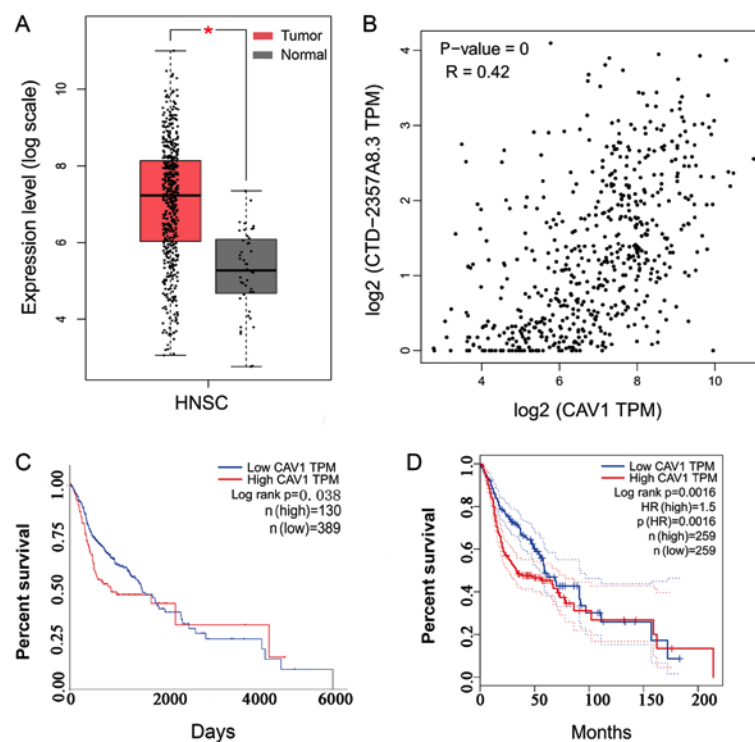 A
Expression level (log scale)
10
8
6
4
*
Tumor
Normal
HNSC
B
log2 (CTD-2357A8.3 TPM)
4
3
2
1
0
P-value = 0
R = 0.42
4
6
8
10
log2 (CAV1 TPM)
C
Percent survival
1.00
0.75
0.50
0.25
0.00
Low CAV1 TPM
High CAV1 TPM
Log rank p=0.038
n(high)=130
n(low)=389
0
2000
4000
6000
Days
D
Percent survival
1.0
0.8
0.6
0.4
0.2
0.0
Low CAV1 TPM
High CAV1 TPM
Log rank p=0.0016
HR(high)=1.5
p(HR)=0.0016
n(high)=259
n(low)=259
0
50
100
150
200
Months